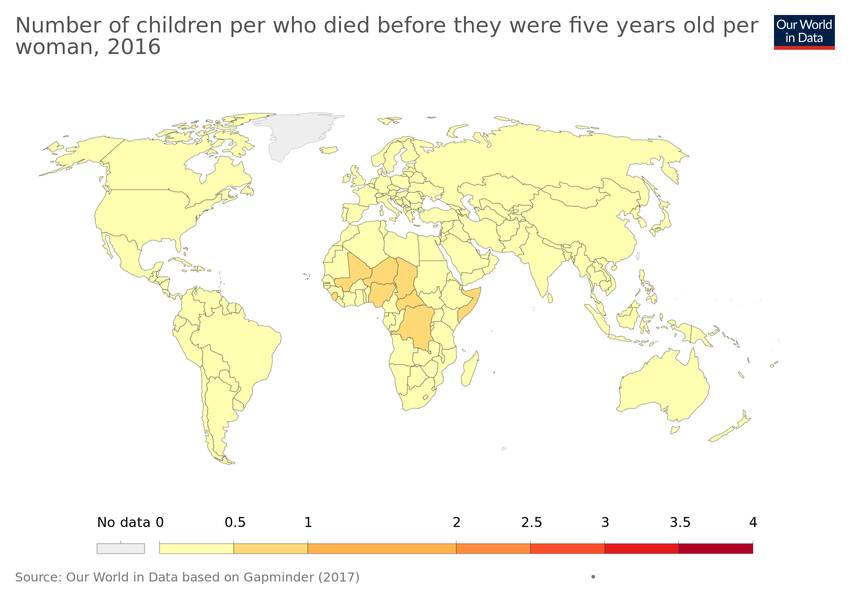 Number of children per who died before they were five years old per
woman, 2016
Our World
in Data
No data 0 0.5 1 2 2.5 3 3.5 4
Source: Our World in Data based on Gapminder (2017)
•